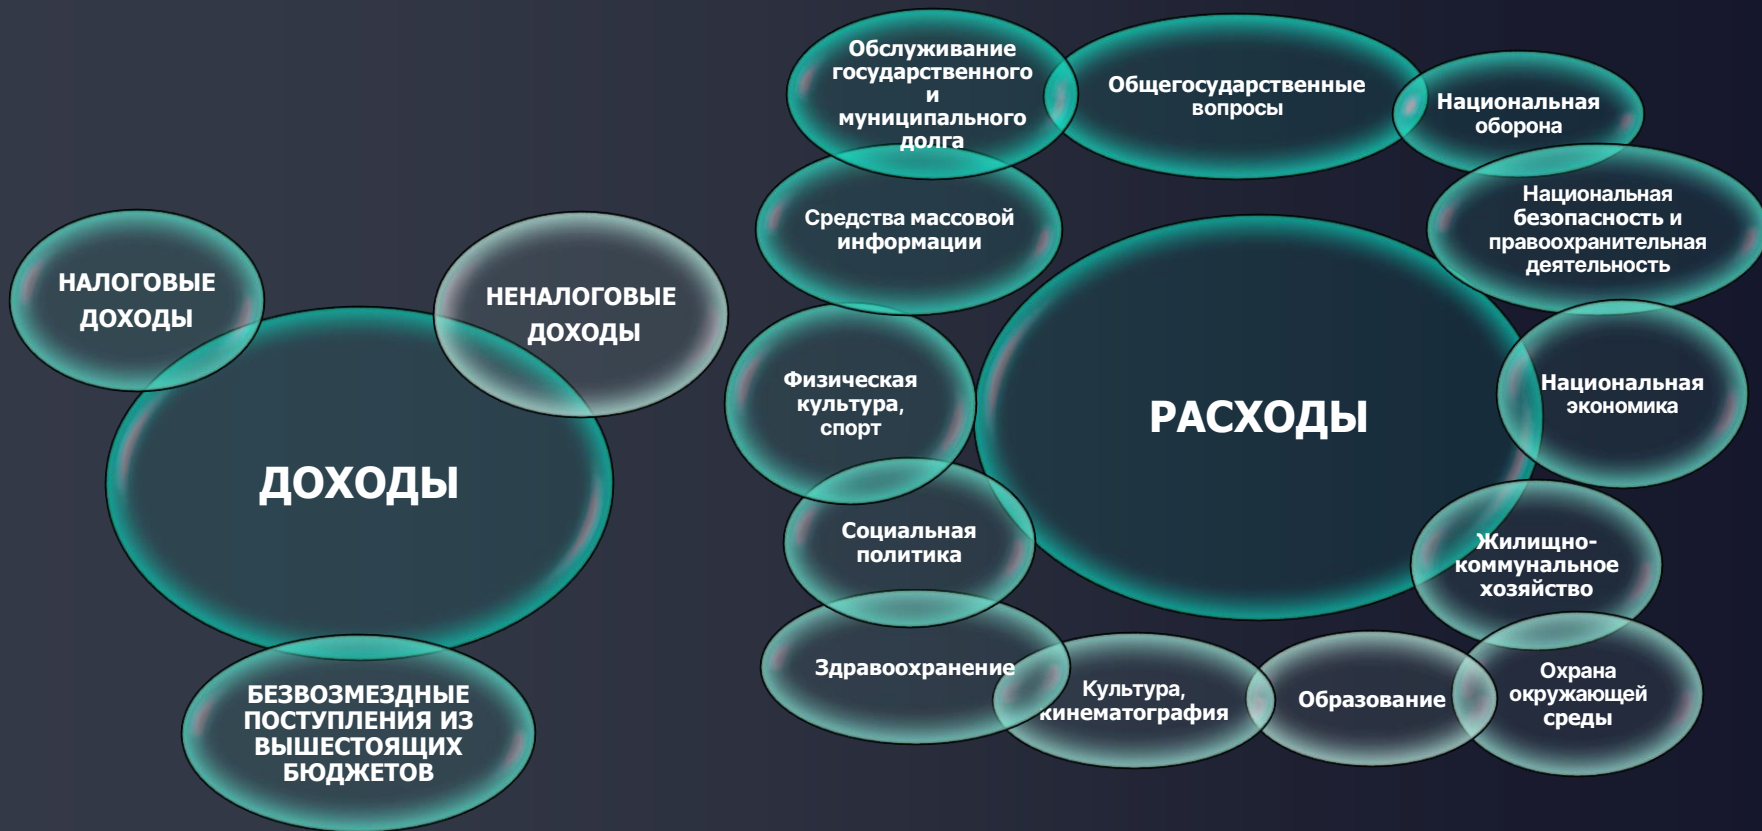 НАЛОГОВЫЕ
ДОХОДЫ
НЕНАЛОГОВЫЕ
ДОХОДЫ
ДОХОДЫ
БЕЗВОЗМЕЗДНЫЕ
ПОСТУПЛЕНИЯ ИЗ
ВЫШЕСТОЯЩИХ
БЮДЖЕТОВ
Обслуживание
государственного
и
муниципального
долга
Общегосударственные
вопросы
Национальная
оборона
Национальная
безопасность и
правоохранительная
деятельность
Средства массовой
информации
Физическая
культура,
спорт
РАСХОДЫ
Национальная
экономика
Социальная
политика
Жилищно-
коммунальное
хозяйство
Здравоохранение
Культура,
кинематография
Образование
Охрана
окружающей
среды